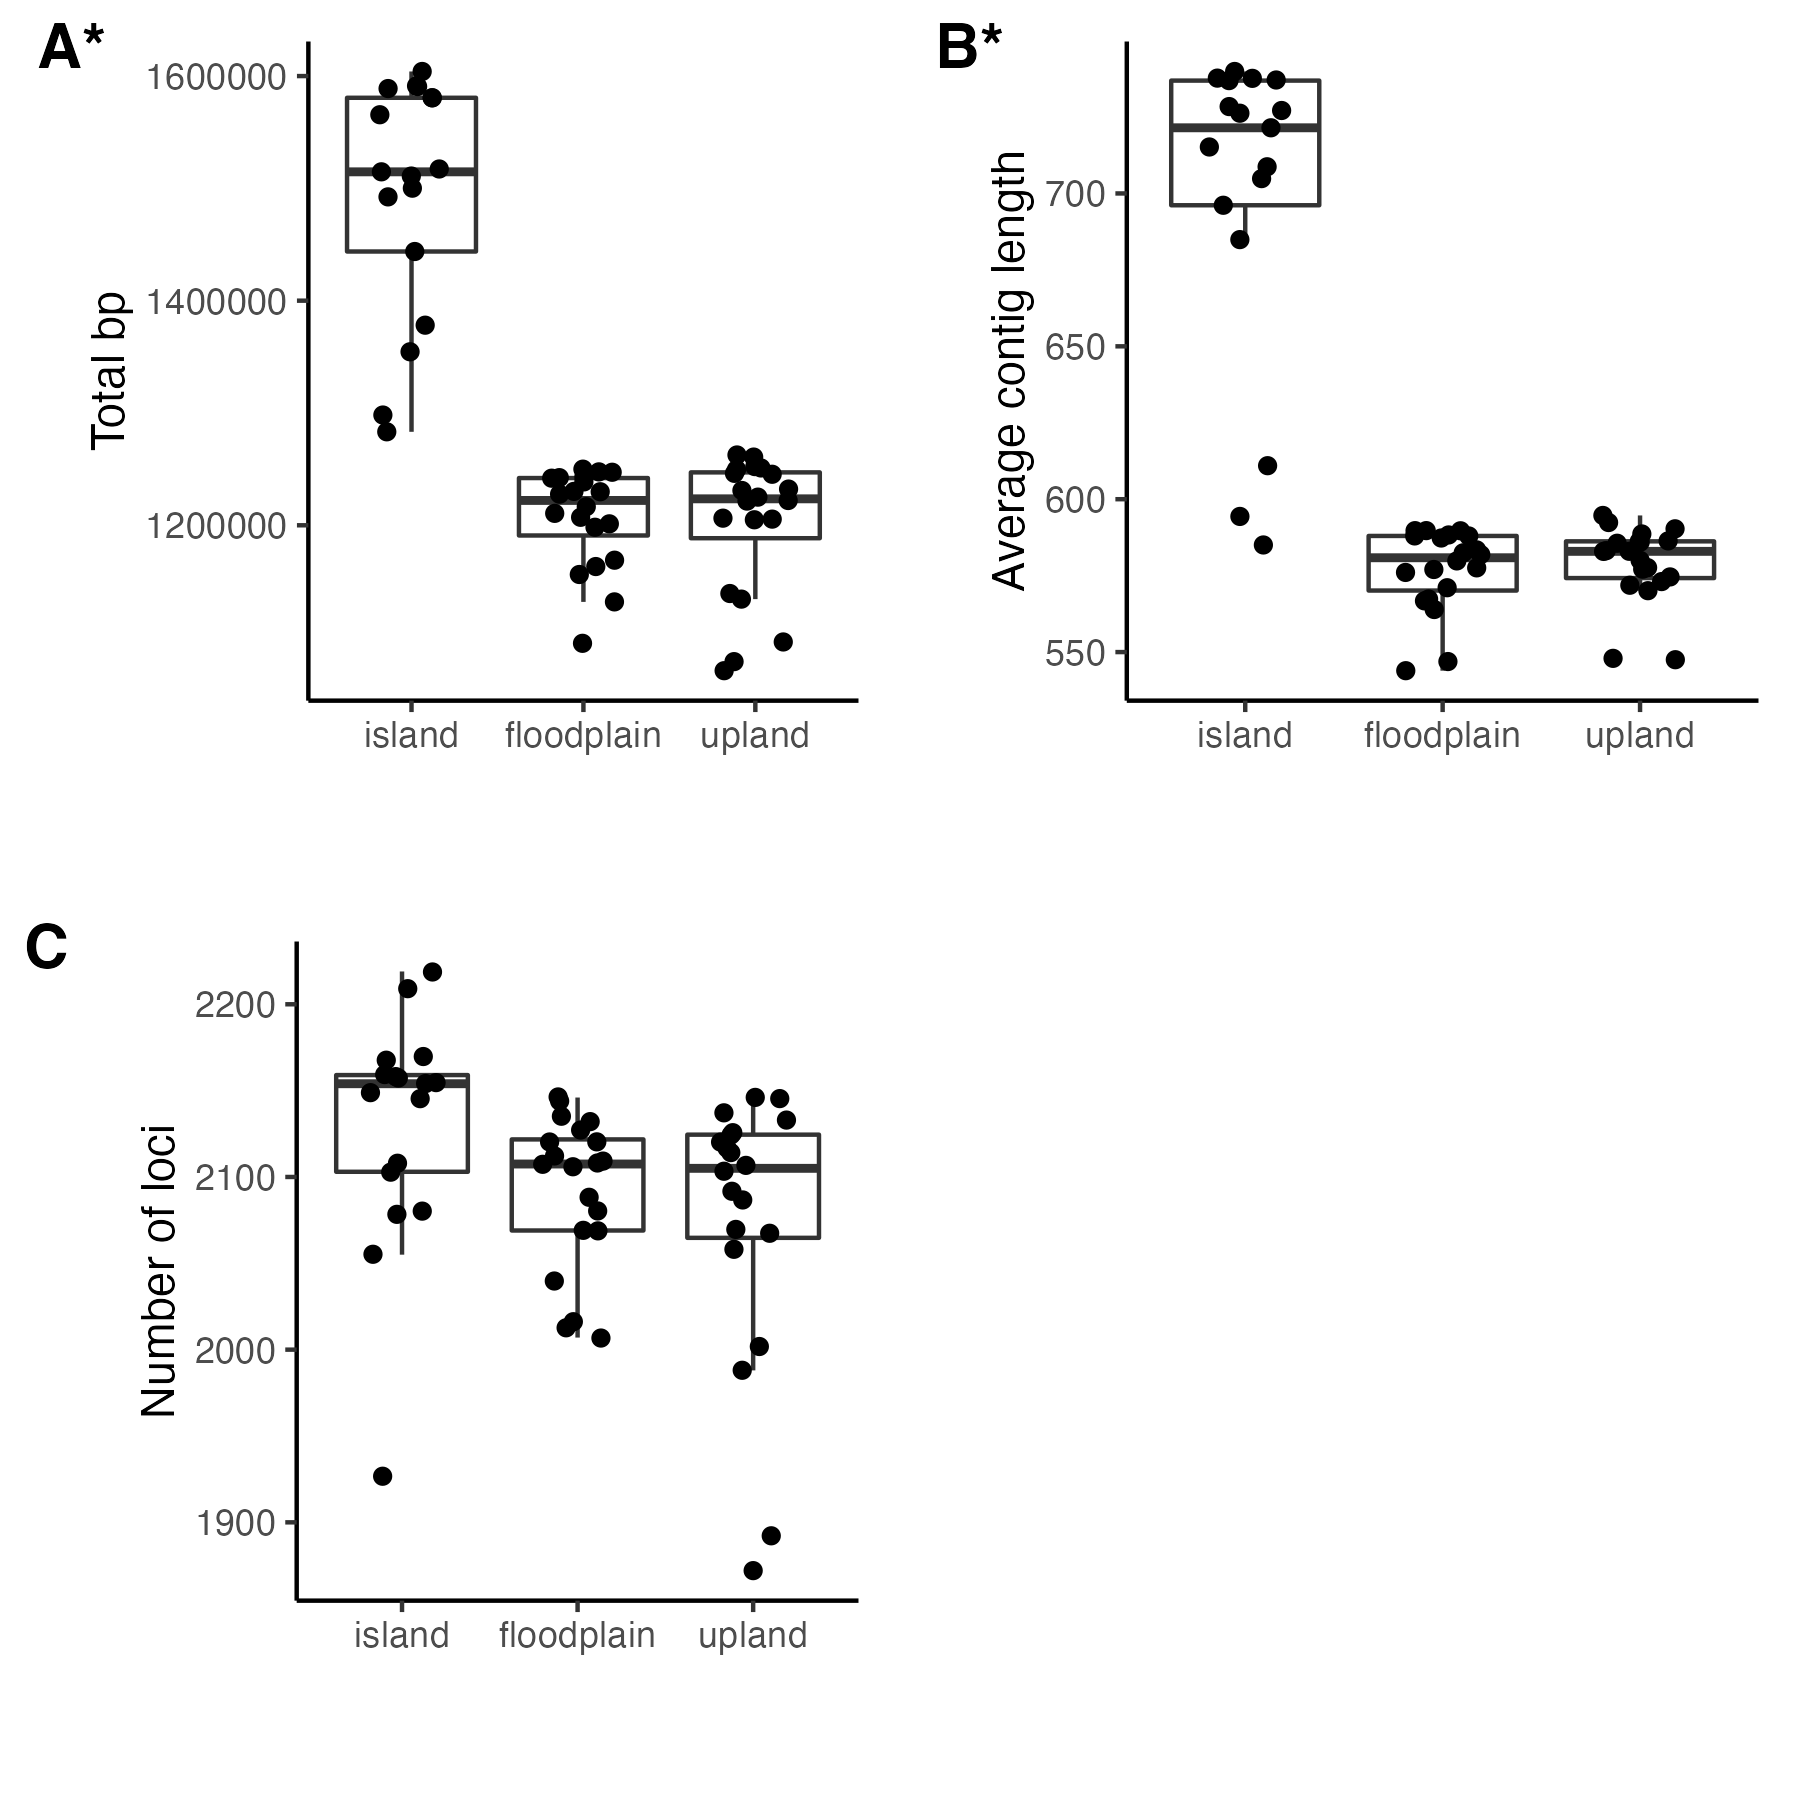 A*
Total bp
1600000
1400000
1200000
island floodplain upland
B*
Average contig length
700
650
600
550
island floodplain upland
C
Number of loci
2200
2100
2000
1900
island floodplain upland